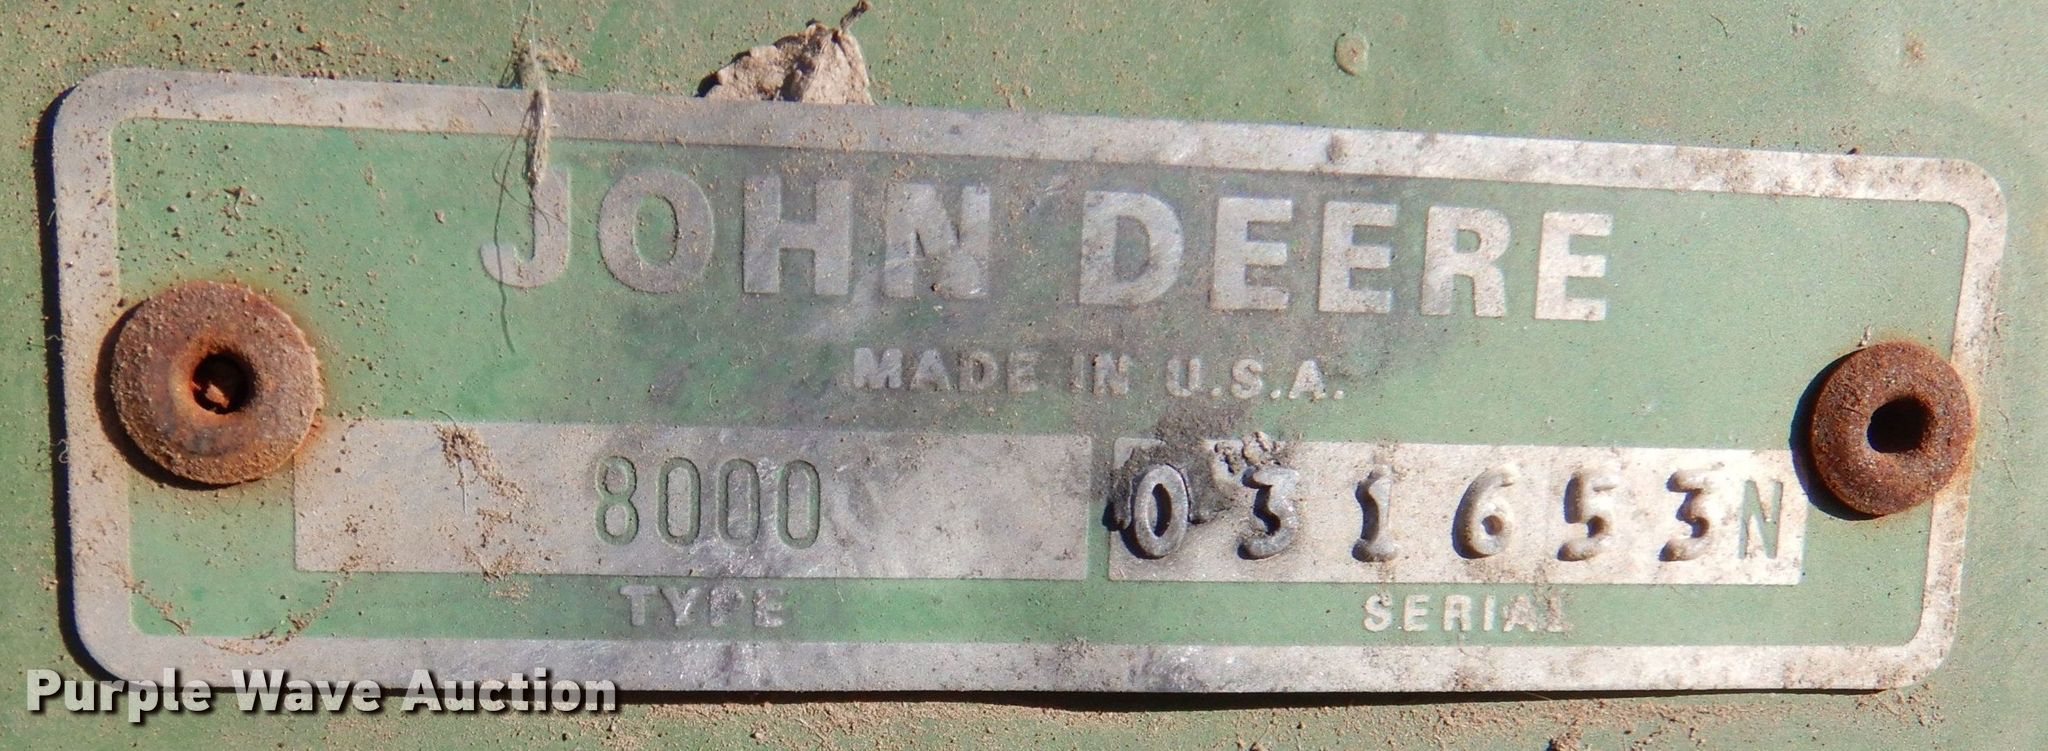 JOHN DEERE
MADE IN U.S.A.
8000 031653N
TYPE SERIAL
Purple Wave Auction